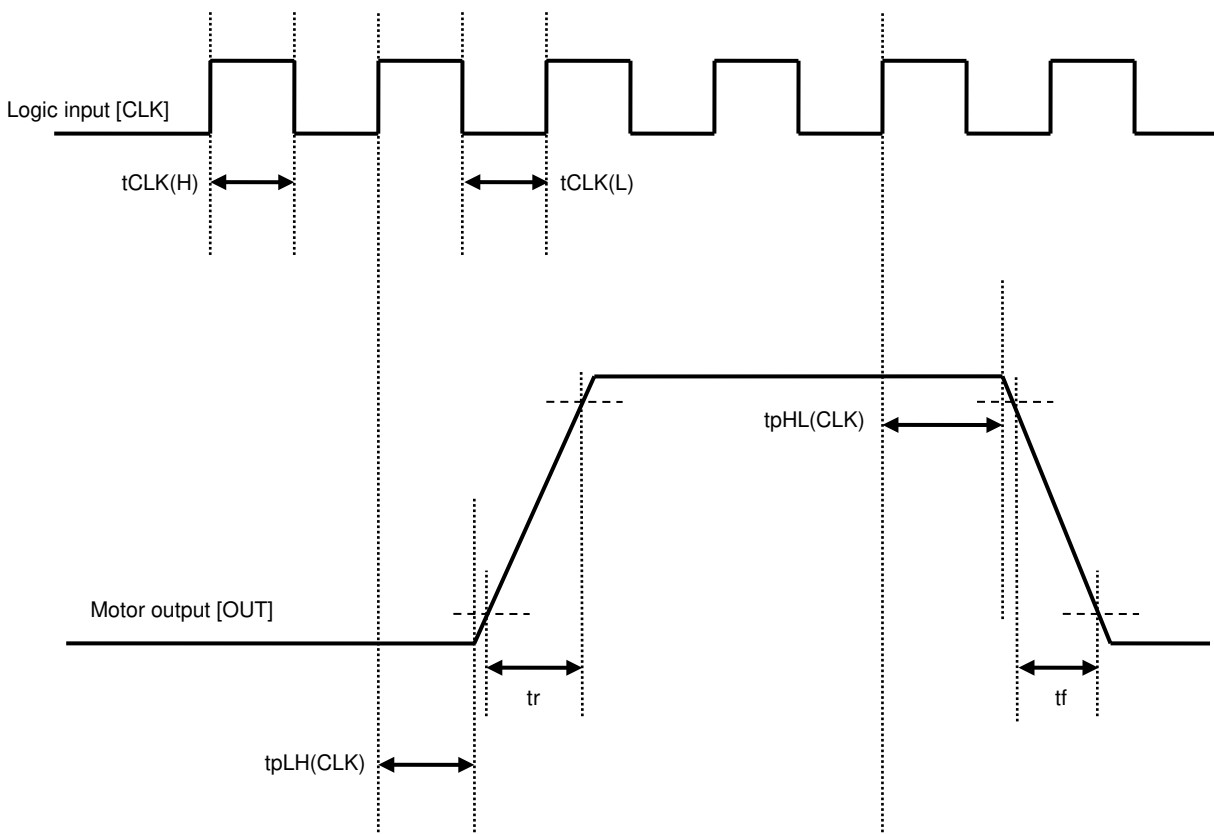 Logic input [CLK]
tCLK(H)
tCLK(L)
tpHL(CLK)
Motor output [OUT]
tr
tf
tpLH(CLK)